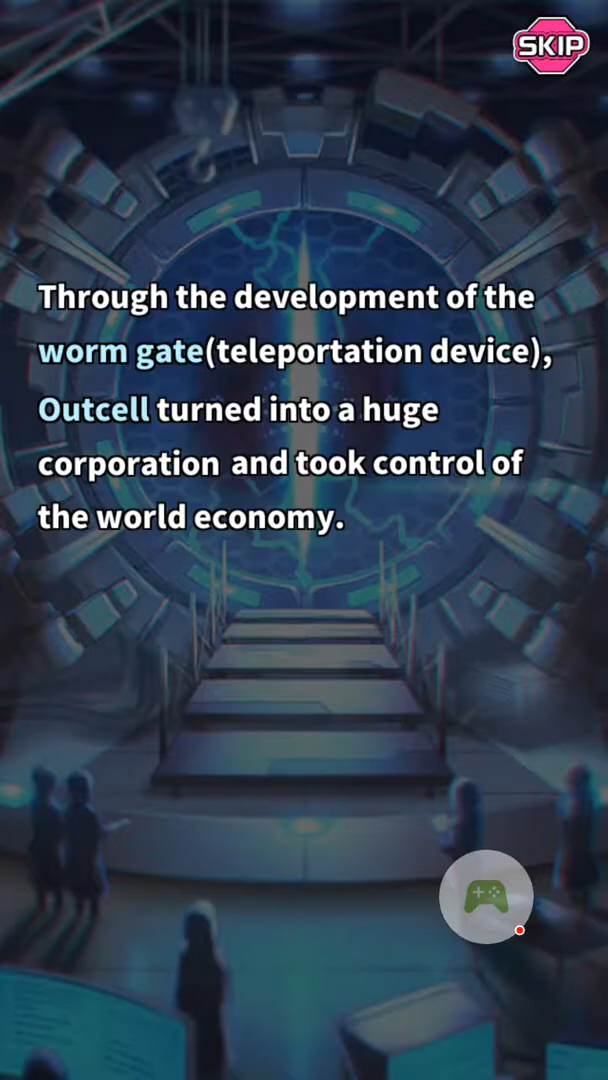 SKIP
Through the development of the
worm gate(teleportation device),
Outcell turned into a huge
corporation and took control of
the world economy.